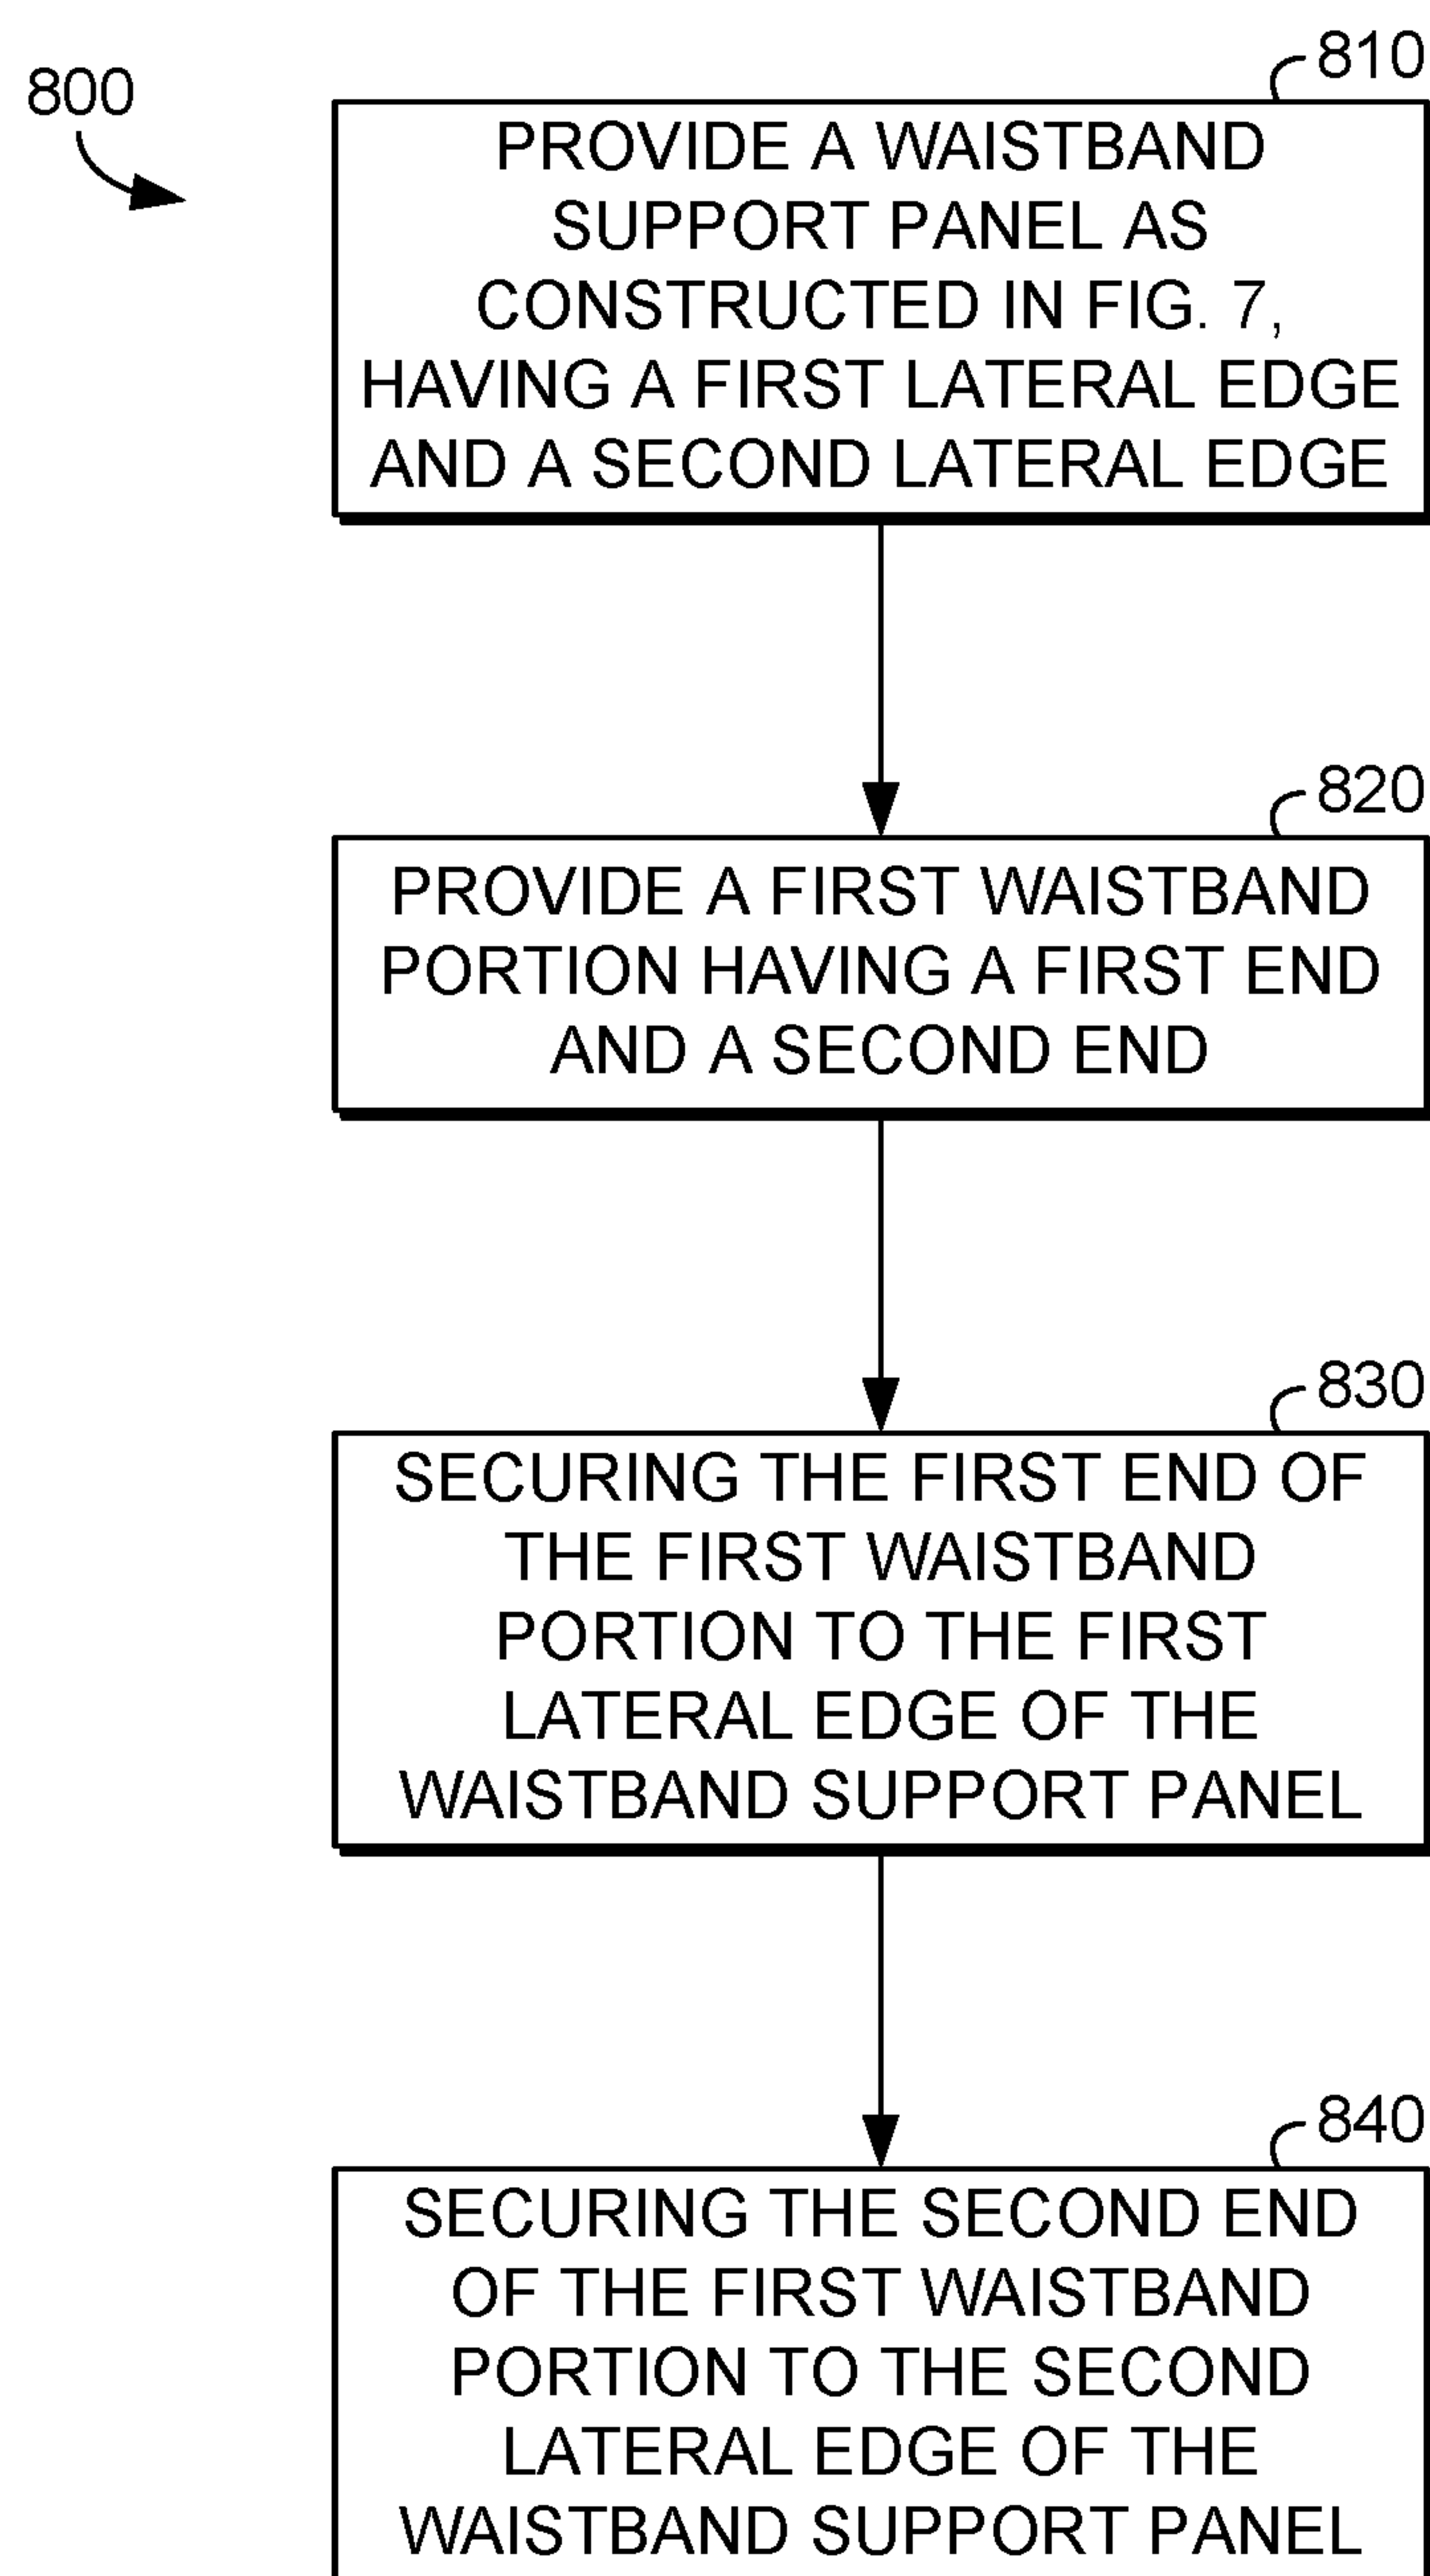 800
810
PROVIDE A WAISTBAND
SUPPORT PANEL AS
CONSTRUCTED IN FIG. 7,
HAVING A FIRST LATERAL EDGE
AND A SECOND LATERAL EDGE
820
PROVIDE A FIRST WAISTBAND
PORTION HAVING A FIRST END
AND A SECOND END
830
SECURING THE FIRST END OF
THE FIRST WAISTBAND
PORTION TO THE FIRST
LATERAL EDGE OF THE
WAISTBAND SUPPORT PANEL
840
SECURING THE SECOND END
OF THE FIRST WAISTBAND
PORTION TO THE SECOND
LATERAL EDGE OF THE
WAISTBAND SUPPORT PANEL